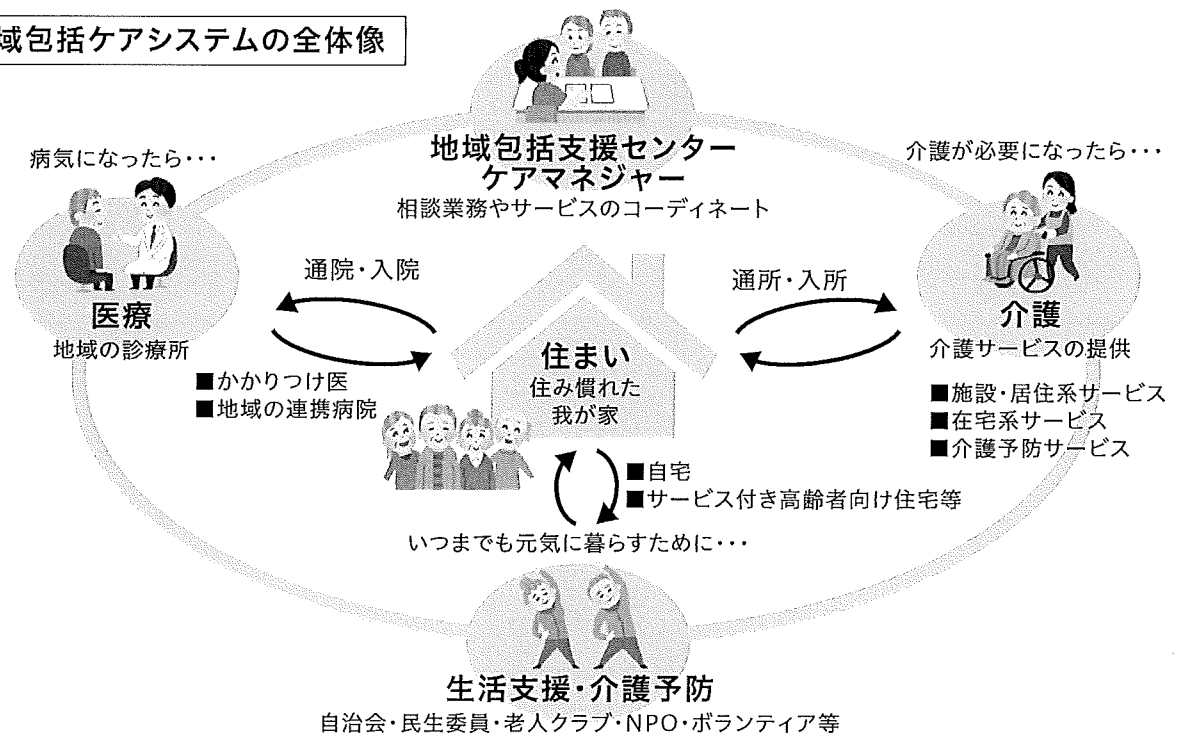 域包括ケアシステムの全体像
病気になったら・・・
地域包括支援センター
ケアマネジャー
相談業務やサービスのコーディネート
介護が必要になったら・・・
通院・入院
通所・入所
医療
地域の診療所
■かかりつけ医
■地域の連携病院
住まい
住み慣れた
我が家
介護
介護サービスの提供
■施設・居住系サービス
■在宅系サービス
■介護予防サービス
■自宅
■サービス付き高齢者向け住宅等
いつまでも元気に暮らすために・・・
生活支援・介護予防
自治会・民生委員・老人クラブ・NPO・ボランティア等